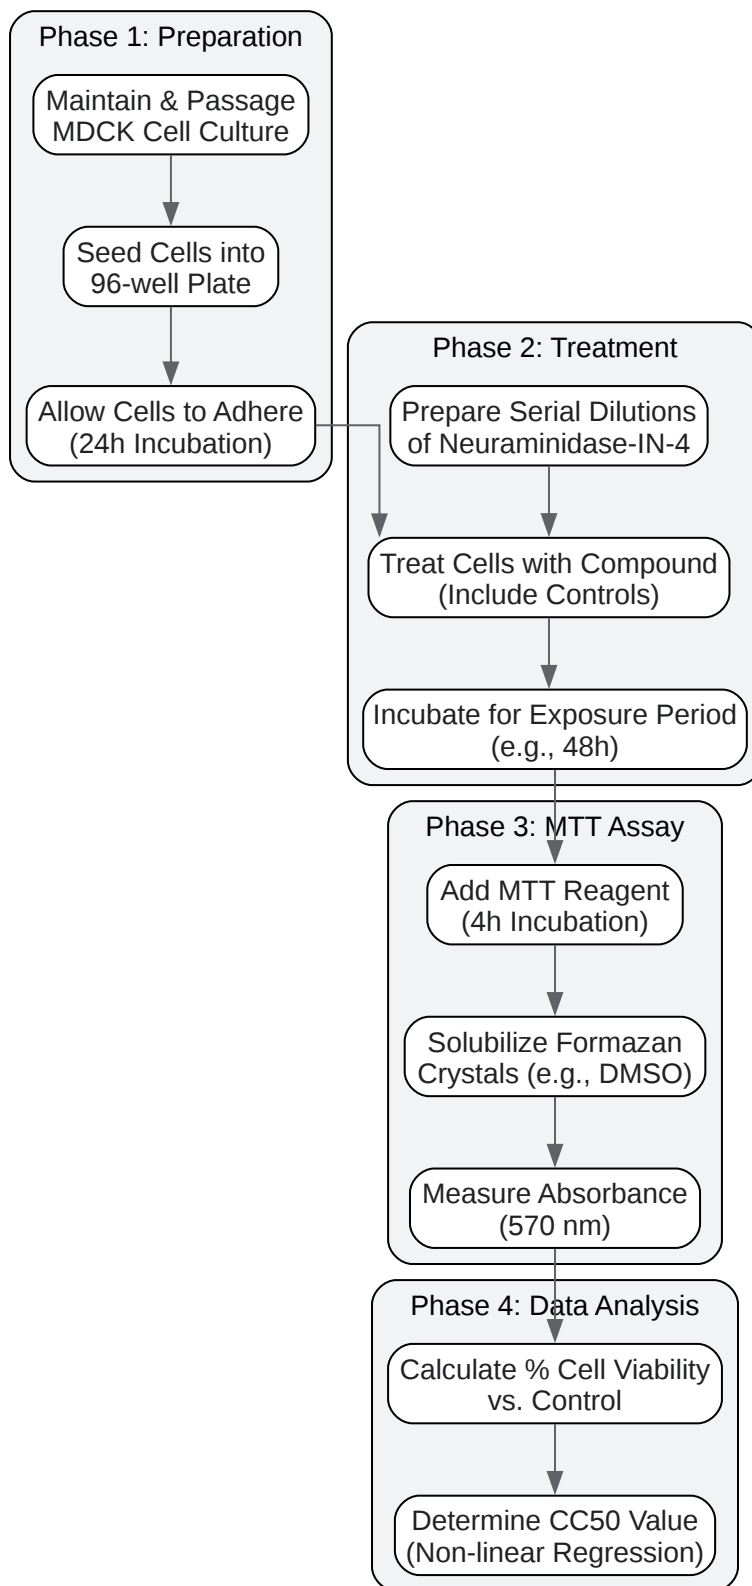 Phase 1: Preparation
Maintain & Passage
MDCK Cell Culture
Seed Cells into
96-well Plate
Allow Cells to Adhere
(24h Incubation)
Phase 2: Treatment
Prepare Serial Dilutions
of Neuraminidase-IN-4
Treat Cells with Compound
(Include Controls)
Incubate for Exposure Period
(e.g., 48h)
Phase 3: MTT Assay
Add MTT Reagent
(4h Incubation)
Solubilize Formazan
Crystals (e.g., DMSO)
Measure Absorbance
(570 nm)
Phase 4: Data Analysis
Calculate % Cell Viability
vs. Control
Determine CC50 Value
(Non-linear Regression)